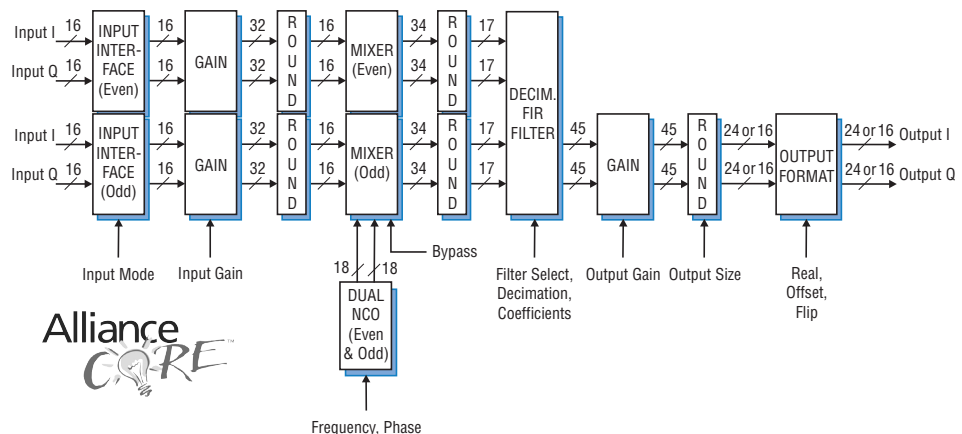 Input I 16 INPUT INTER- FACE (Even) 16 GAIN 32 ROUND 16 MIXER (Even) 34 ROUND 17
Input Q 16 16 32 16 34 17
DECIM. FIR FILTER
Input I 16 INPUT INTER- FACE (Odd) 16 GAIN 32 ROUND 16 MIXER (Odd) 34 ROUND 17
Input Q 16 16 32 16 34 17
45 GAIN 45 ROUND 24 or 16 OUTPUT FORMAT 24 or 16 Output I
45 45 24 or 16 24 or 16 Output Q
Bypass
Input Mode
Input Gain
18 18
Filter Select,
Decimation,
Coefficients
Output Gain
Output Size
Real,
Offset,
Flip
DUAL
NCO
(Even
& Odd)
Alliance
CORE™
Frequency, Phase